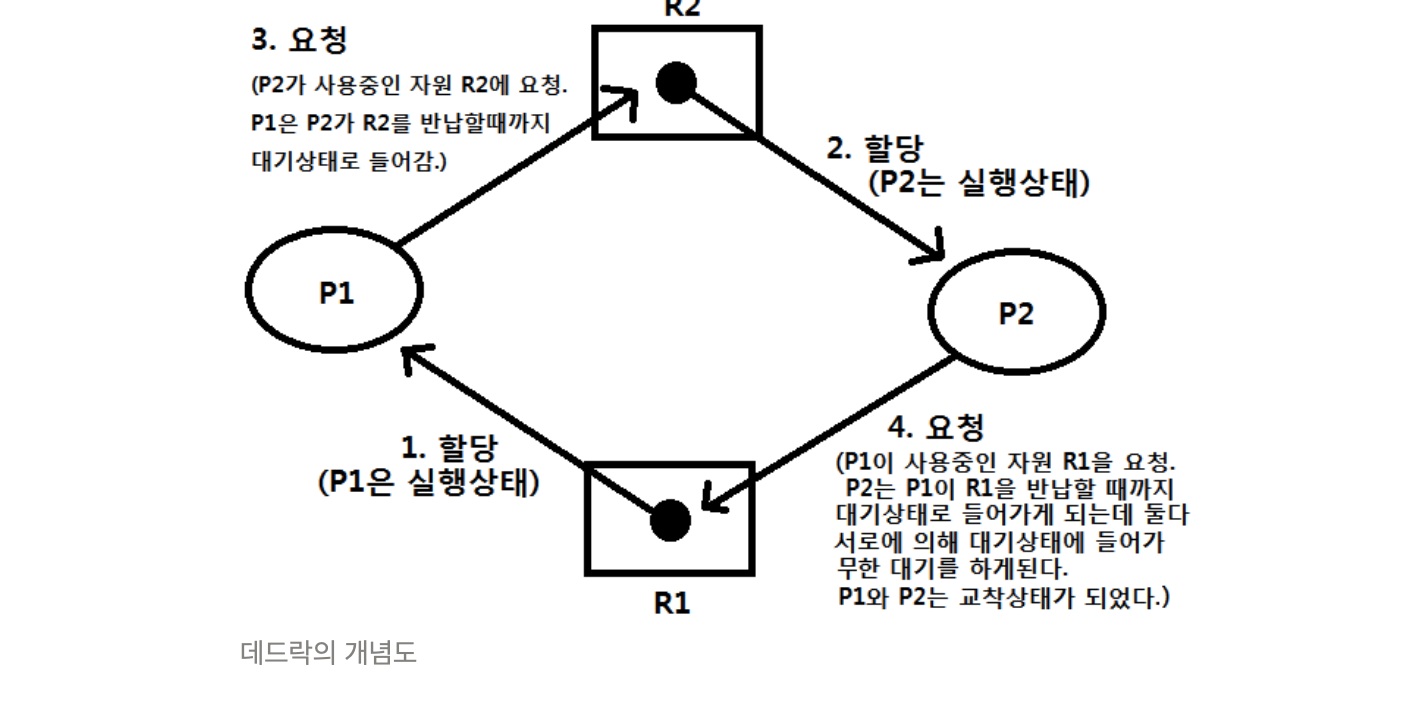 R2
3. 요청
(P2가 사용중인 자원 R2에 요청.
P1은 P2가 R2를 반납할때까지
대기상태로 들어감.)
2. 할당
(P2는 실행상태)
P1
P2
1. 할당
(P1은 실행상태)
4. 요청
(P1이 사용중인 자원 R1을 요청.
P2는 P1이 R1을 반납할 때까지
대기상태로 들어가게 되는데 둘다
서로에 의해 대기상태에 들어가
무한 대기를 하게된다.
P1와 P2는 교착상태가 되었다.)
R1
데드락의 개념도